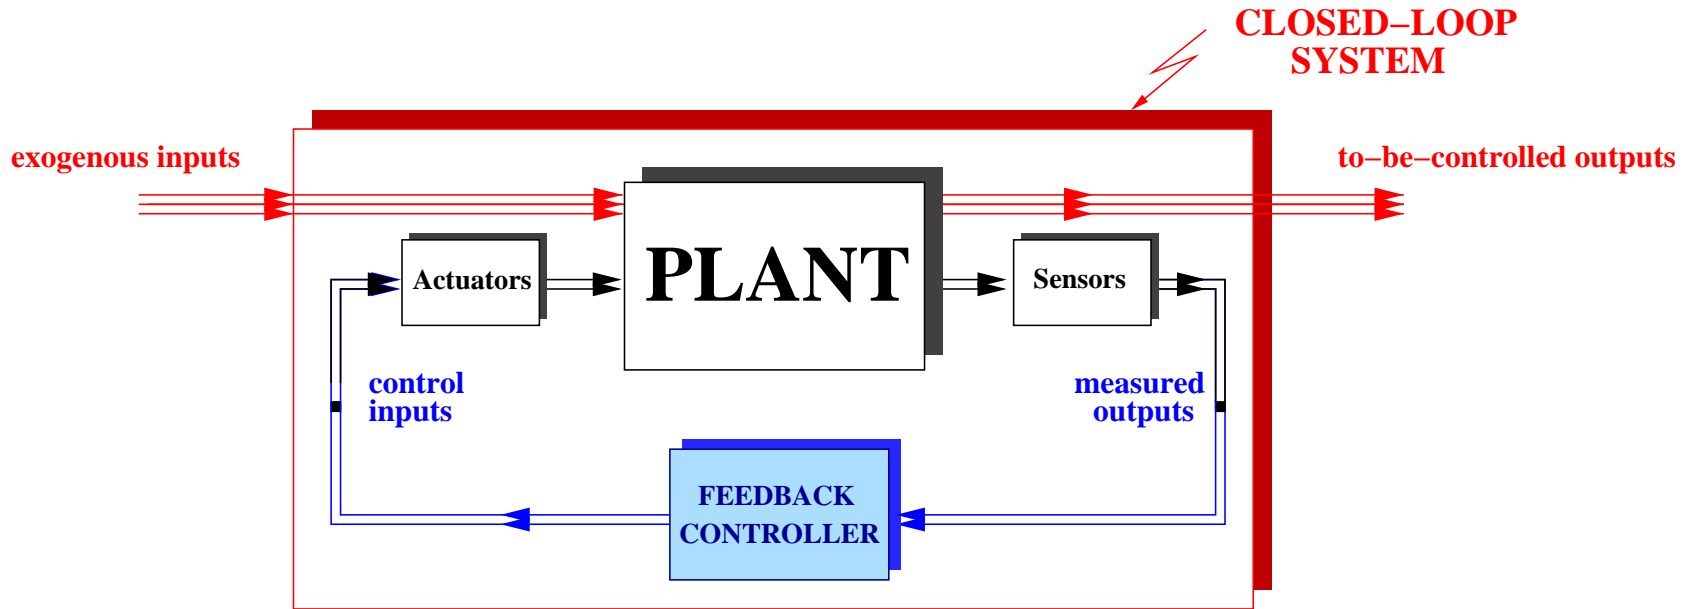 CLOSED–LOOP
SYSTEM
exogenous inputs
to–be–controlled outputs
PLANT
Actuators
Sensors
control
inputs
measured
outputs
FEEDBACK
CONTROLLER